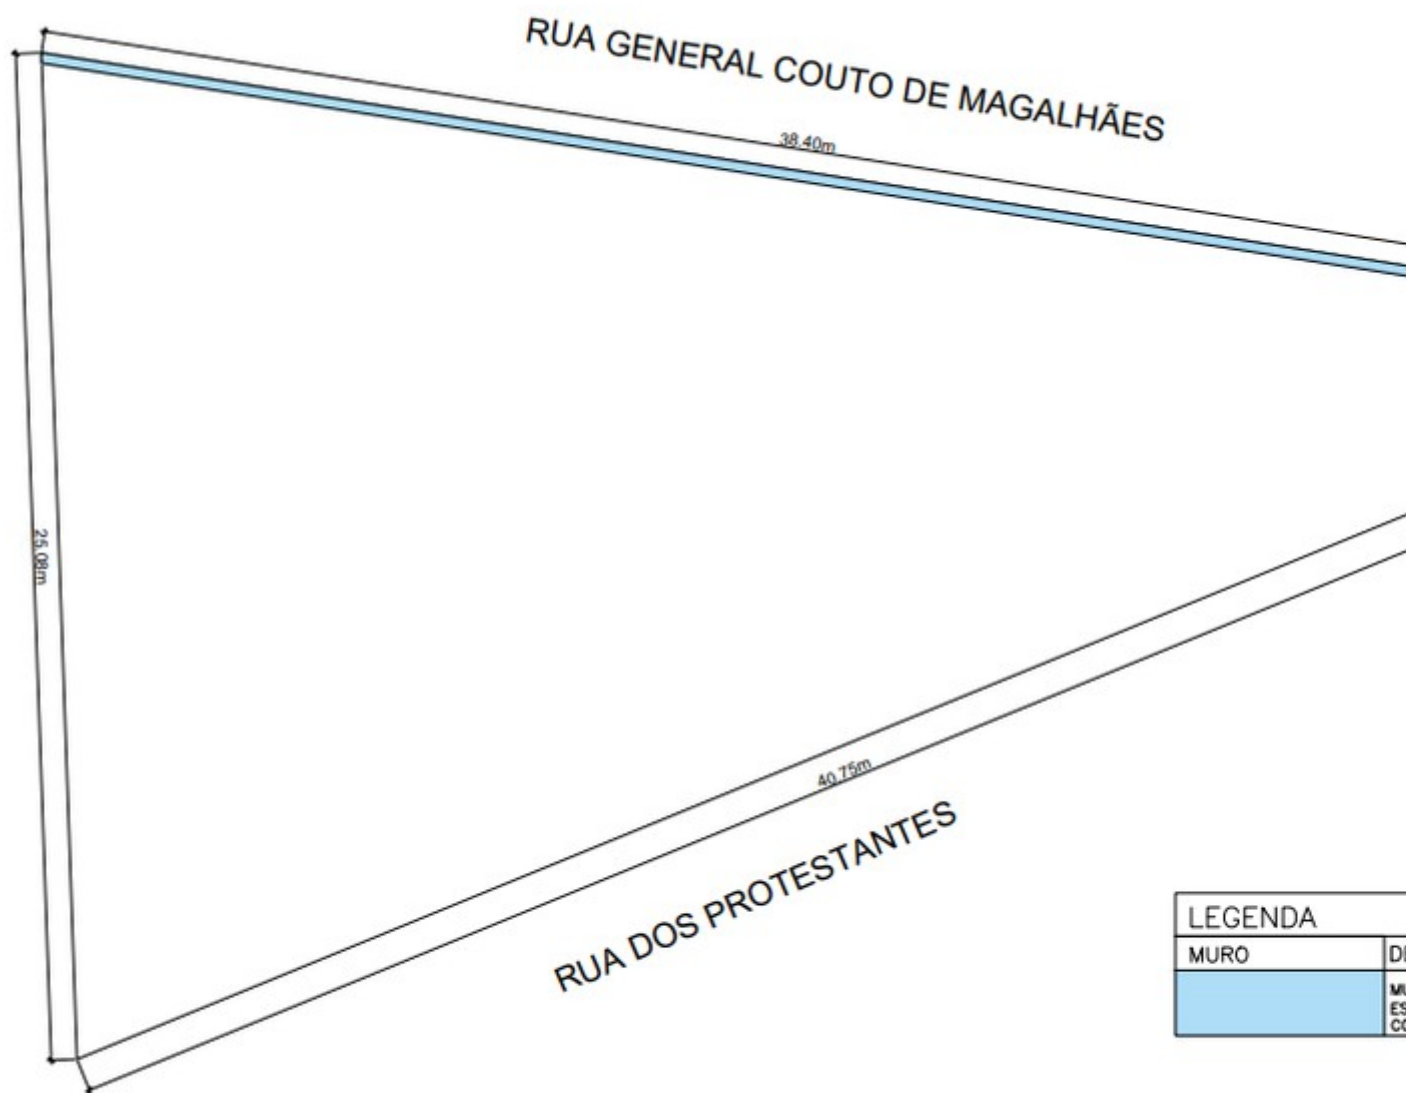 RUA GENERAL COUTO DE MAGALHÃES
38.40m
25.08m
40.75m
RUA DOS PROTESTANTES
LEGENDA
MURO